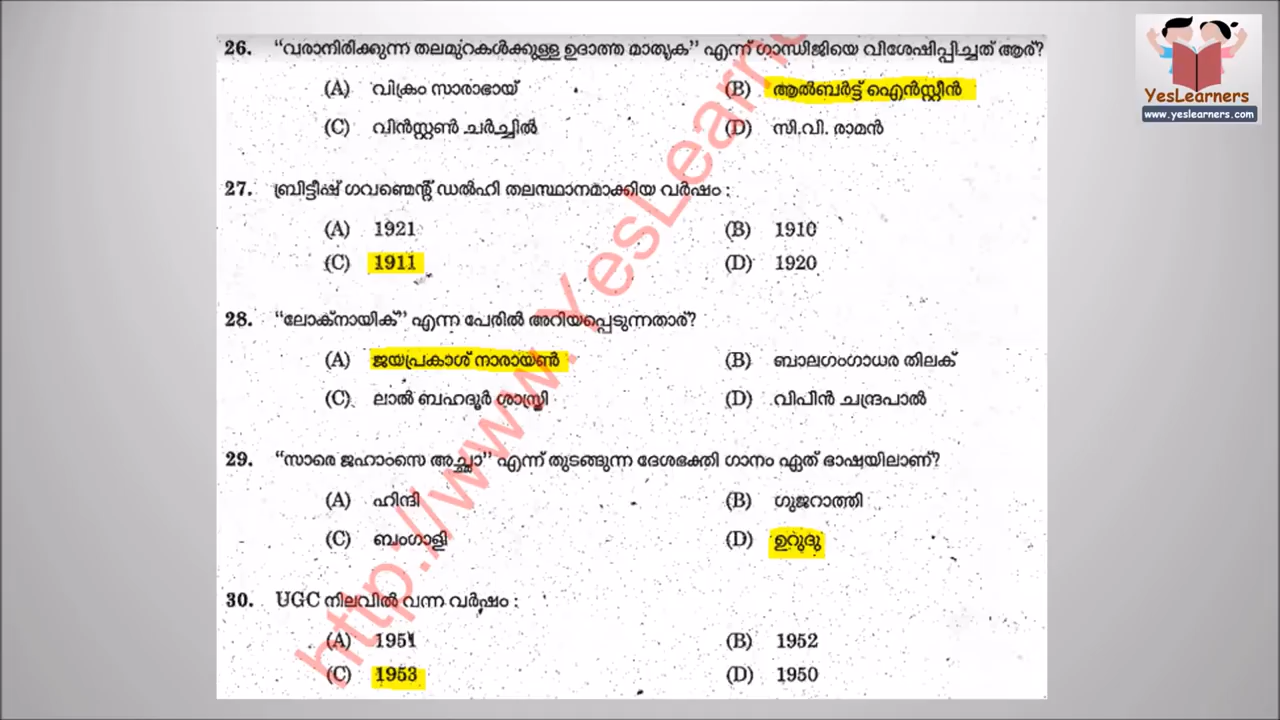 YesLearners
www.yeslearners.com
26. "വരാനിരിക്കുന്ന തലമുറകൾക്കുള്ള ഉദാത്ത മാതൃക" എന്ന് ഗാന്ധിജിയെ വിശേഷിപ്പിച്ചത് ആര്?
(A) വിക്രം സാരാഭായ് (B) ആൽബർട്ട് ഐൻസ്റ്റീൻ
(C) വിൻസ്റ്റൺ ചർച്ചിൽ (D) സി.വി. രാമൻ
27. ബ്രിട്ടീഷ് ഗവണ്മെന്റ് ഡൽഹി തലസ്ഥാനമാക്കിയ വർഷം :
(A) 1921 (B) 1910
(C) 1911 (D) 1920
28. "ലോക്നായിക്" എന്ന പേരിൽ അറിയപ്പെടുന്നതാര്?
(A) ജയപ്രകാശ് നാരായൺ (B) ബാലഗംഗാധര തിലക്
(C) ലാൽ ബഹദൂർ ശാസ്ത്രി (D) വിപിൻ ചന്ദ്രപാൽ
29. "സാരെ ജഹാംസെ അച്ഛാ" എന്ന് തുടങ്ങുന്ന ദേശഭക്തി ഗാനം ഏത് ഭാഷയിലാണ്?
(A) ഹിന്ദി (B) ഗുജറാത്തി
(C) ബംഗാളി (D) ഉറുദു
30. UGC നിലവിൽ വന്ന വർഷം :
(A) 1951 (B) 1952
(C) 1953 (D) 1950
http://www.YesLearne